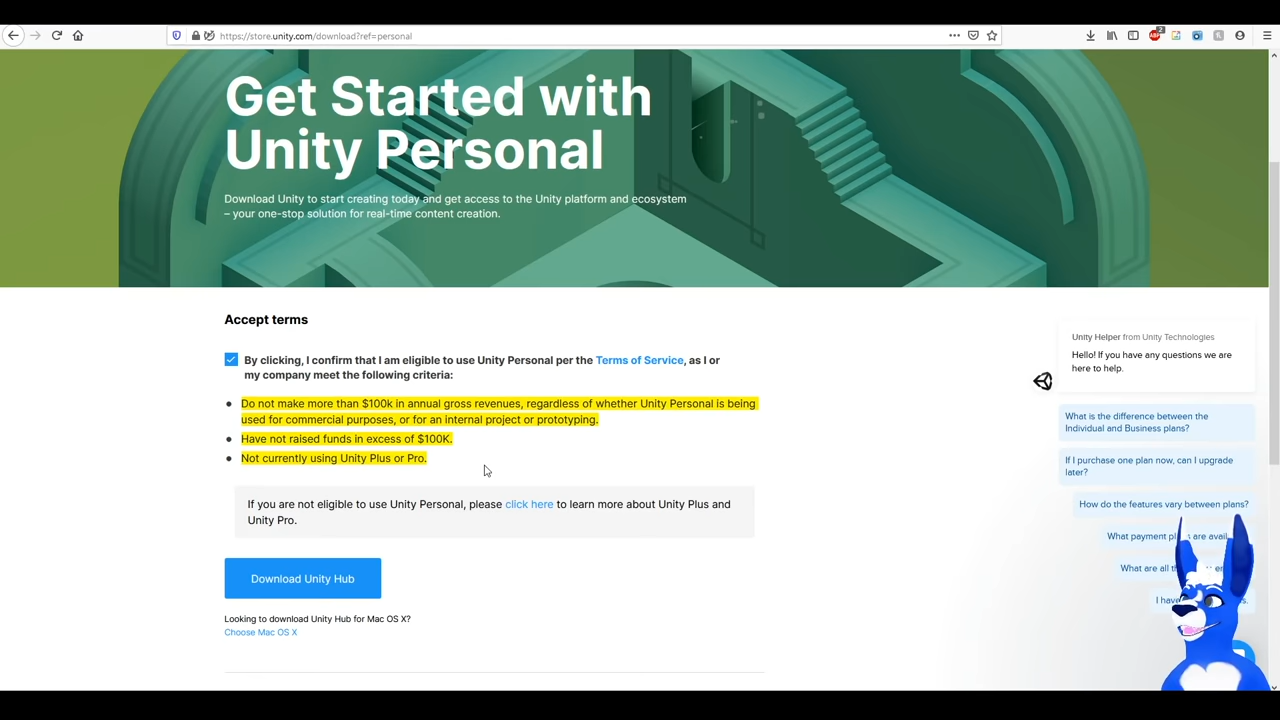 https://store.unity.com/download?ref=personal
Get Started with
Unity Personal
Download Unity to start creating today and get access to the Unity platform and ecosystem
– your one-stop solution for real-time content creation.
Accept terms
By clicking, I confirm that I am eligible to use Unity Personal per the Terms of Service, as I or
my company meet the following criteria:
Do not make more than $100k in annual gross revenues, regardless of whether Unity Personal is being
used for commercial purposes, or for an internal project or prototyping.
Have not raised funds in excess of $100K.
Not currently using Unity Plus or Pro.
If you are not eligible to use Unity Personal, please click here to learn more about Unity Plus and
Unity Pro.
Download Unity Hub
Looking to download Unity Hub for Mac OS X?
Choose Mac OS X
Unity Helper from Unity Technologies
Hello! If you have any questions we are
here to help.
What is the difference between the
Individual and Business plans?
If I purchase one plan now, can I upgrade
later?
How do the features vary between plans?
What payment are
What are all
I have